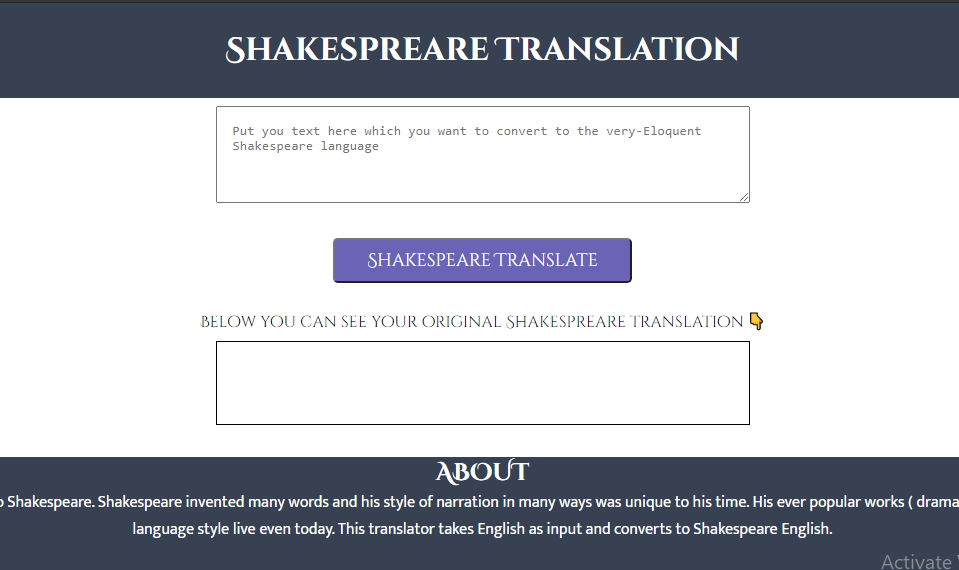 Shakespreare Translation
Put you text here which you want to convert to the very-Eloquent
Shakespeare language
Shakespeare Translate
Below you can see your original Shakespreare translation 👇
About
Shakespeare. Shakespeare invented many words and his style of narration in many ways was unique to his time. His ever popular works ( drama
language style live even today. This translator takes English as input and converts to Shakespeare English.
Activate